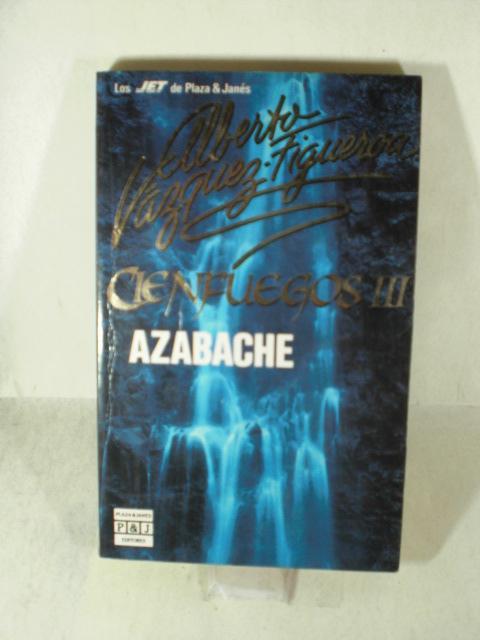 Los JET de Plaza & Janés
Alberto
Vázquez-Figueroa
CIENFUEGOS III
AZABACHE
PLAZA & JANES
P & J
EDITORES